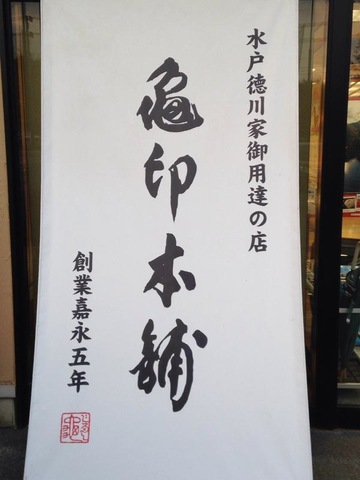 水戸徳川家御用達の店
亀印本舗
創業嘉永五年